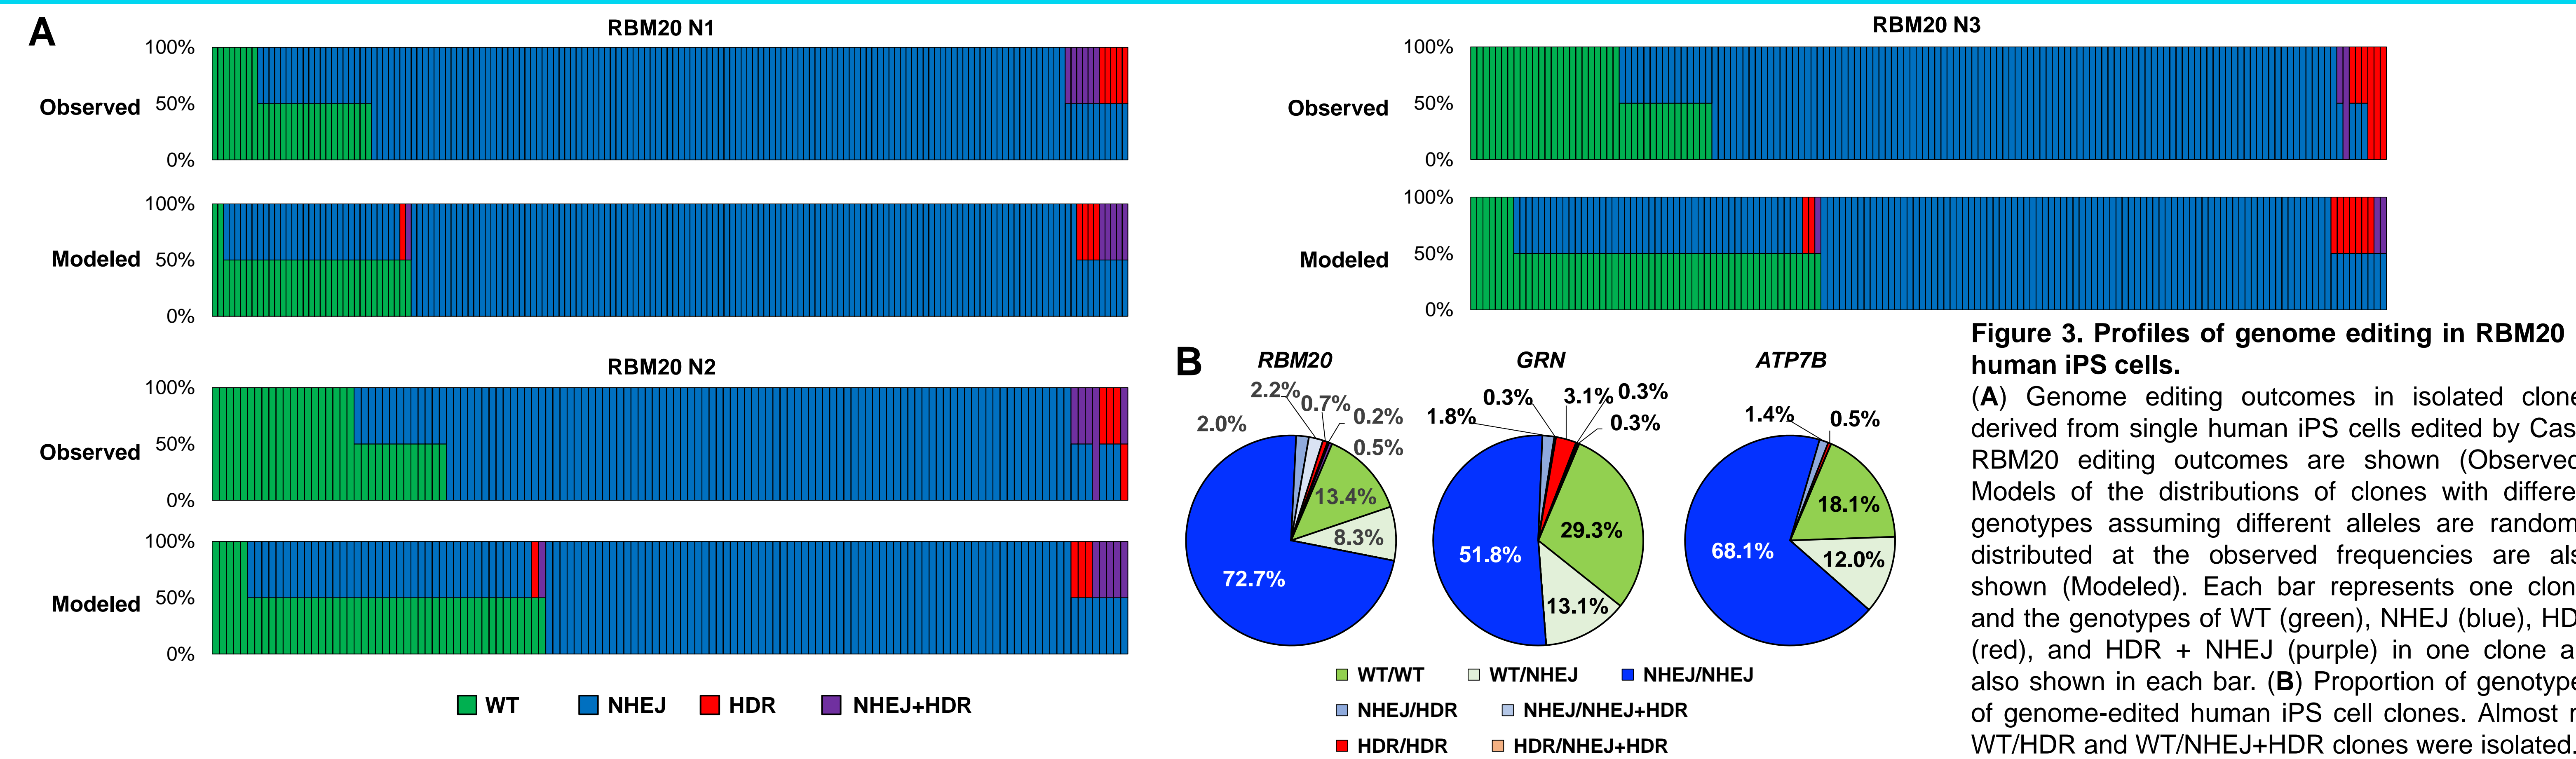 A
RBM20 N1
100%
Observed 50%
0%
100%
Modeled 50%
0%
RBM20 N2
100%
50%
Observed
0%
100%
Modeled 50%
0%
WT NHEJ HDR NHEJ+HDR
RBM20 N3
100%
Observed 50%
0%
100%
Modeled 50%
0%
B
RBM20 GRN ATP7B
2.2% 0.7% 0.2%
2.0% 0.5%
13.4%
8.3%
72.7%
0.3% 3.1% 0.3%
1.8% 0.3%
29.3%
51.8%
13.1%
1.4% 0.5%
18.1%
68.1% 12.0%
WT/WT WT/NHEJ NHEJ/NHEJ
NHEJ/HDR NHEJ/NHEJ+HDR
HDR/HDR HDR/NHEJ+HDR
Figure 3. Profiles of genome editing in RBM20
human iPS cells.
(A) Genome editing outcomes in isolated clone
derived from single human iPS cells edited by Cas
RBM20 editing outcomes are shown (Observed
Models of the distributions of clones with differe
genotypes assuming different alleles are random
distributed at the observed frequencies are als
shown (Modeled). Each bar represents one clon
and the genotypes of WT (green), NHEJ (blue), HD
(red), and HDR + NHEJ (purple) in one clone a
also shown in each bar. (B) Proportion of genotype
of genome-edited human iPS cell clones. Almost n
WT/HDR and WT/NHEJ+HDR clones were isolated.